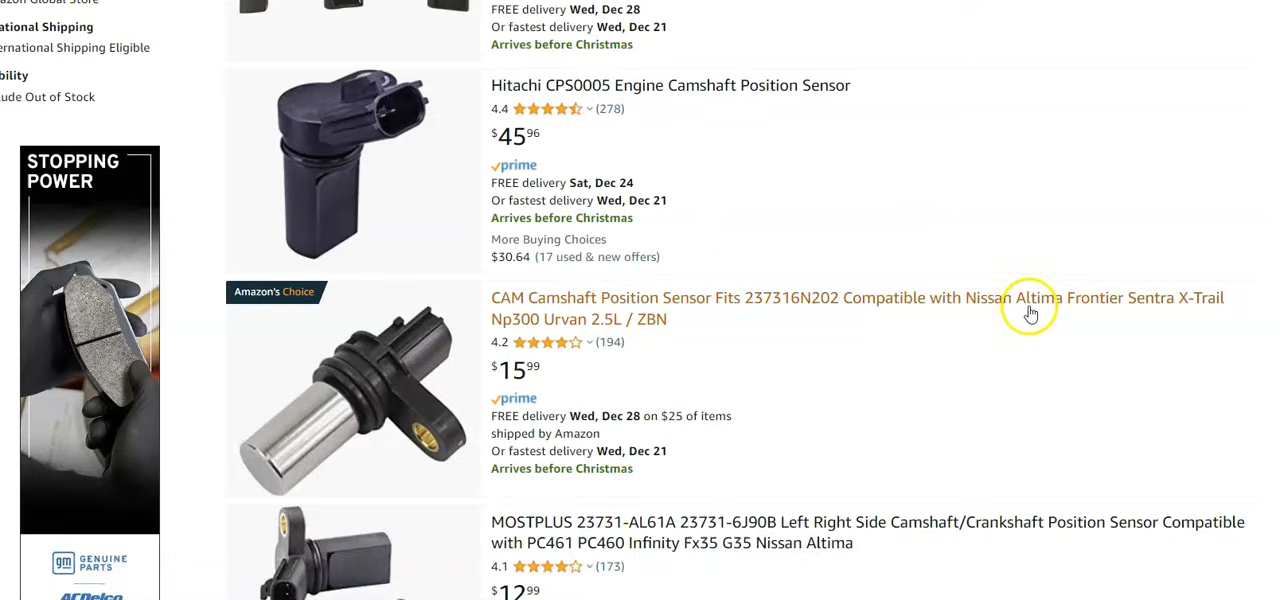 National Shipping
ernational Shipping Eligible
bility
ude Out of Stock
STOPPING
POWER
gm GENUINE
PARTS
ACDelco
FREE delivery Wed, Dec 28
Or fastest delivery Wed, Dec 21
Arrives before Christmas
Hitachi CPS0005 Engine Camshaft Position Sensor
4.4 (278)
$45 96
prime
FREE delivery Sat, Dec 24
Or fastest delivery Wed, Dec 21
Arrives before Christmas
More Buying Choices
$30.64 (17 used & new offers)
Amazon's Choice
CAM Camshaft Position Sensor Fits 237316N202 Compatible with Nissan Altima Frontier Sentra X-Trail
Np300 Urvan 2.5L / ZBN
4.2 (194)
$15 99
prime
FREE delivery Wed, Dec 28 on $25 of items
shipped by Amazon
Or fastest delivery Wed, Dec 21
Arrives before Christmas
MOSTPLUS 23731-AL61A 23731-6J90B Left Right Side Camshaft/Crankshaft Position Sensor Compatible
with PC461 PC460 Infinity Fx35 G35 Nissan Altima
4.1 (173)
$12 99